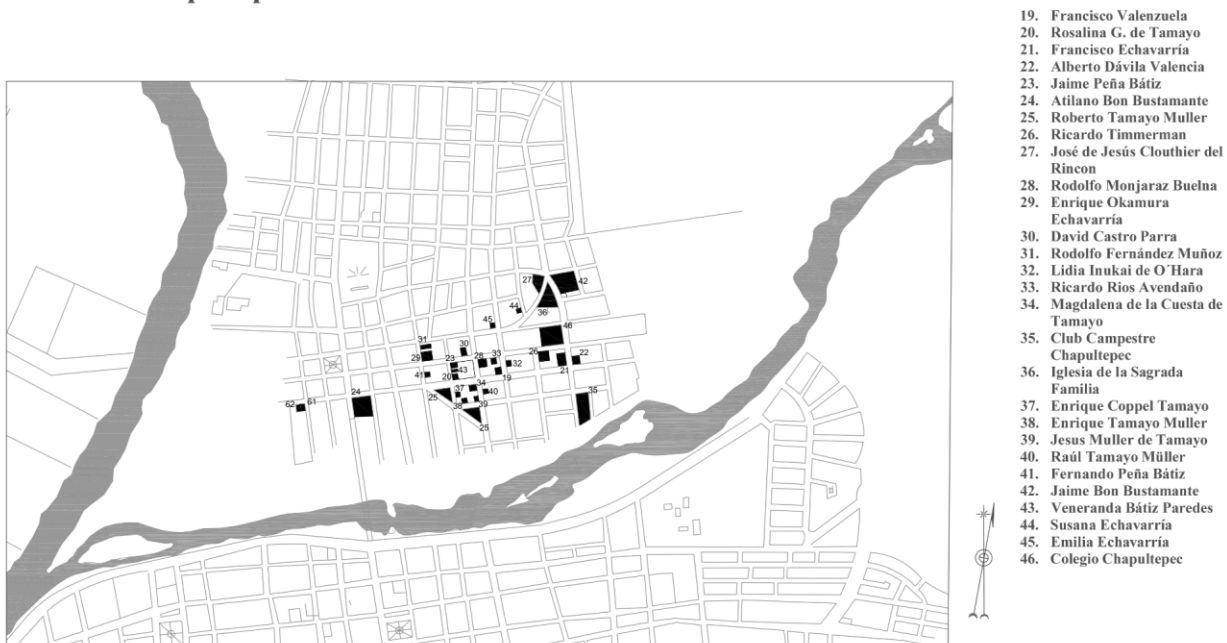 19. Francisco Valenzuela
20. Rosalina G. de Tamayo
21. Francisco Echavarría
22. Alberto Dávila Valencia
23. Jaime Peña Bátiz
24. Atilano Bon Bustamante
25. Roberto Tamayo Muller
26. Ricardo Timmerman
27. José de Jesús Clouthier del
Rincon
28. Rodolfo Monjaraz Buelna
29. Enrique Okamura
Echavarría
30. David Castro Parra
31. Rodolfo Fernández Muñoz
32. Lidia Inukai de O´Hara
33. Ricardo Rios Avendaño
34. Magdalena de la Cuesta de
Tamayo
35. Club Campestre
Chapultepec
36. Iglesia de la Sagrada
Familia
37. Enrique Coppel Tamayo
38. Enrique Tamayo Muller
39. Jesus Muller de Tamayo
40. Raúl Tamayo Müller
41. Fernando Peña Bátiz
42. Jaime Bon Bustamante
43. Veneranda Bátiz Paredes
44. Susana Echavarría
45. Emilia Echavarría
46. Colegio Chapultepec
27
42
44
36
45
46
31
30
29
23
28
33
26
22
41
20
43
32
21
19
37
34
40
24
25
35
62
61
38
39
25